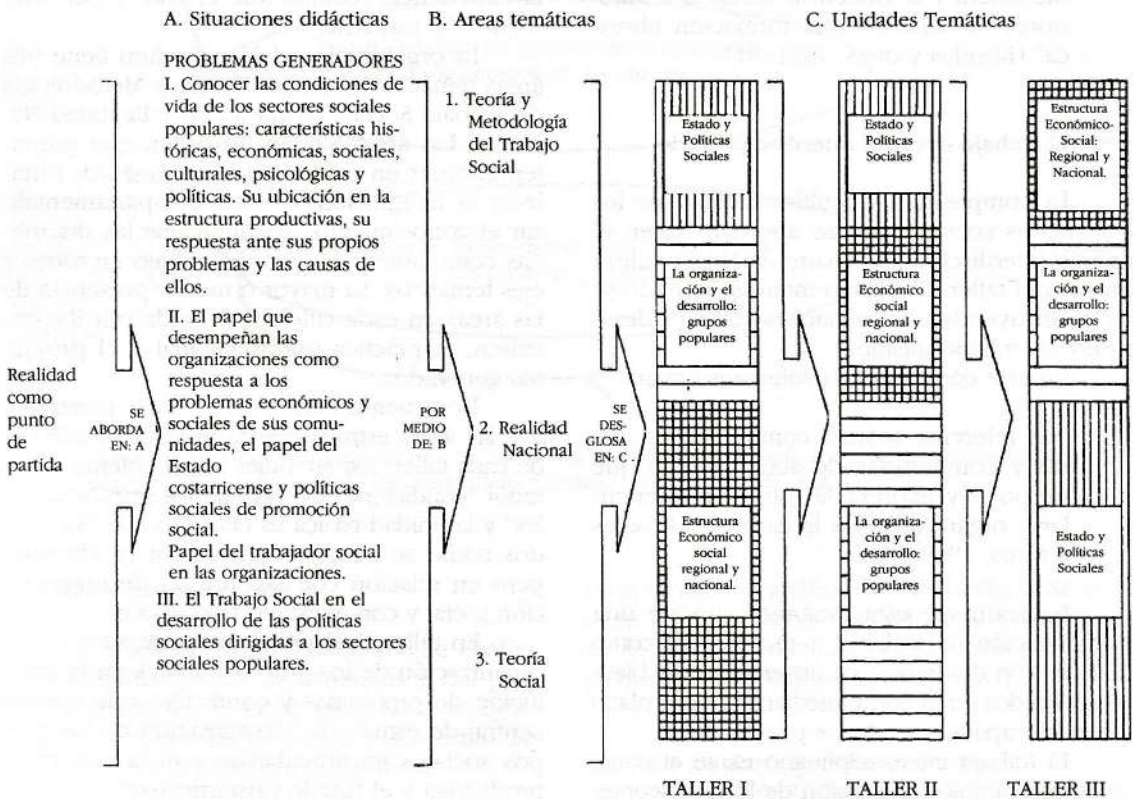 A. Situaciones didácticas
B. Areas temáticas
C. Unidades Temáticas
Realidad
como
punto
de
partida
SE
ABORDA
EN: A
PROBLEMAS GENERADORES
I. Conocer las condiciones de
vida de los sectores sociales
populares: características his-
tóricas, económicas, sociales,
culturales, psicológicas y
políticas. Su ubicación en la
estructura productivas, su
respuesta ante sus propios
problemas y las causas de
ellos.
II. El papel que
desempeñan las
organizaciones como
respuesta a los
problemas económicos y
sociales de sus comu-
nidades, el papel del
Estado
costarricense y políticas
sociales de promoción
social.
Papel del trabajador social
en las organizaciones.
III. El Trabajo Social en el
desarrollo de las políticas
sociales dirigidas a los sectores
sociales populares.
POR
MEDIO
DE: B
1. Teoría y
Metodología
del Trabajo
Social
2. Realidad
Nacional
3. Teoría
Social
SE
DES-
GLOSA
EN: C
Estado y
Políticas
Sociales
La organiza-
ción y el
desarrollo:
grupos
populares
Estructura
Económico
social
regional y
nacional.
TALLER I
Estado y
Políticas
Sociales
Estructura
Económico
social
regional y
nacional.
La organiza-
ción y el
desarrollo:
grupos
populares
TALLER II
Estructura
Económico-
Social:
Regional y
Nacional.
La organiza-
ción y el
desarrollo:
grupos
populares
Estado y
Políticas
Sociales
TALLER III